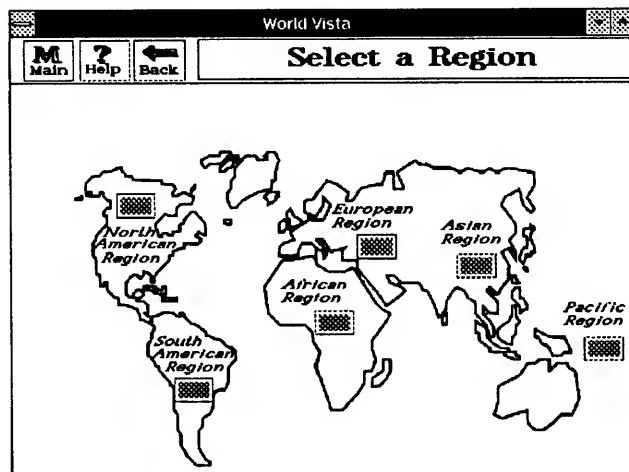 World Vista
M Main
? Help
Back
Select a Region
North
American
Region
European
Region
Asian
Region
African
Region
Pacific
Region
South
American
Region